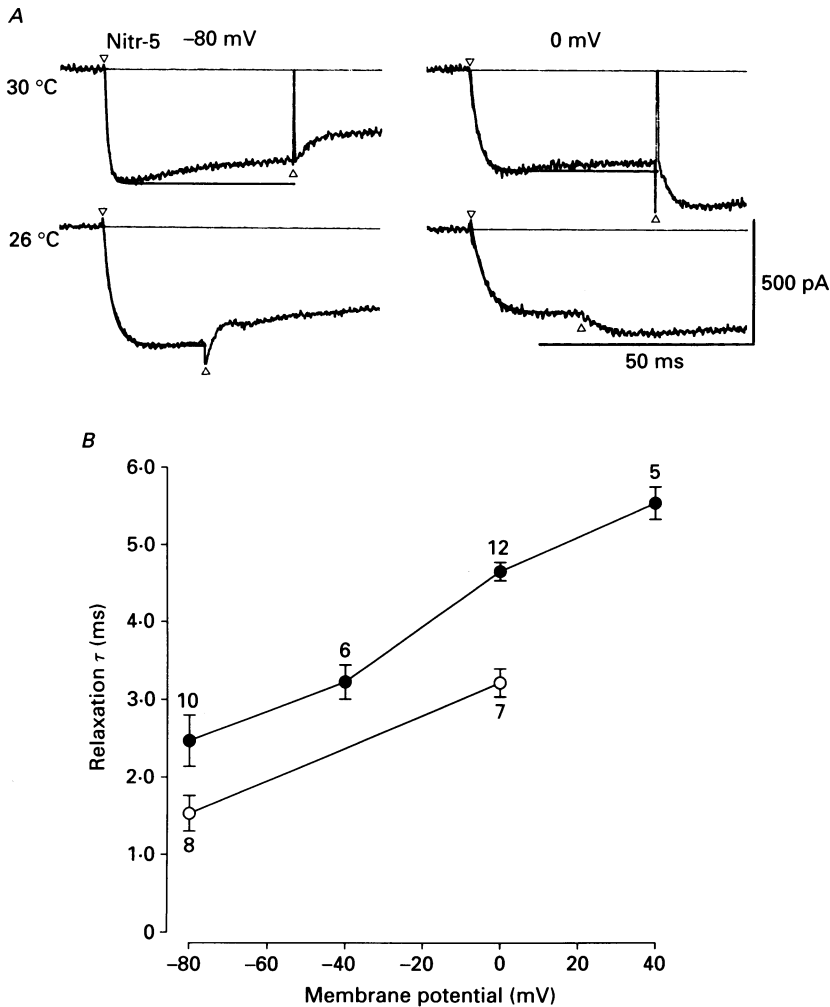 A
Nitr-5 −80 mV 0 mV
30 °C
26 °C
500 pA
50 ms
B
6·0
5·0
4·0
3·0
2·0
1·0
0
Relaxation τ (ms)
10
6
12
5
8
7
−80 −60 −40 −20 0 20 40
Membrane potential (mV)